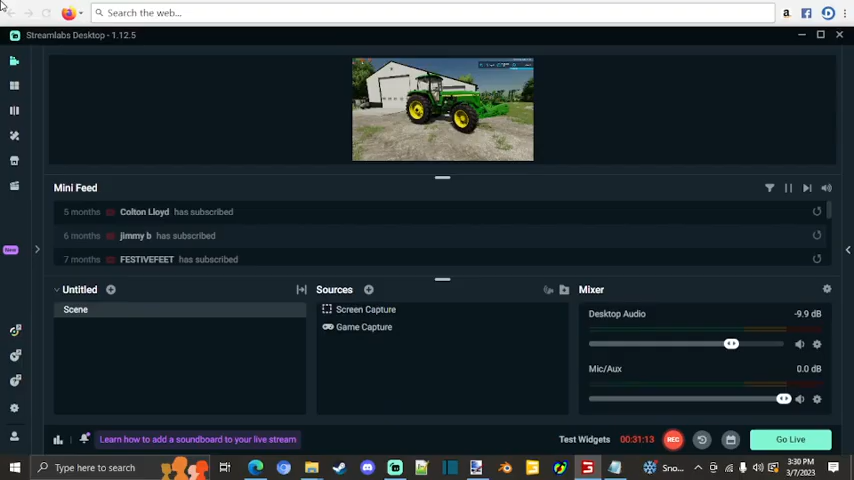 Search the web...
Streamlabs Desktop - 1.12.5
Mini Feed
5 months Colton Lloyd has subscribed
6 months jimmy b has subscribed
7 months FESTIVEFEET has subscribed
Untitled
Sources
Mixer
Scene
Screen Capture
Game Capture
Desktop Audio -9.9 dB
Mic/Aux 0.0 dB
Learn how to add a soundboard to your live stream
Test Widgets 00:31:13 REC Go Live
Type here to search
Sno...
3:30 PM
3/7/2023